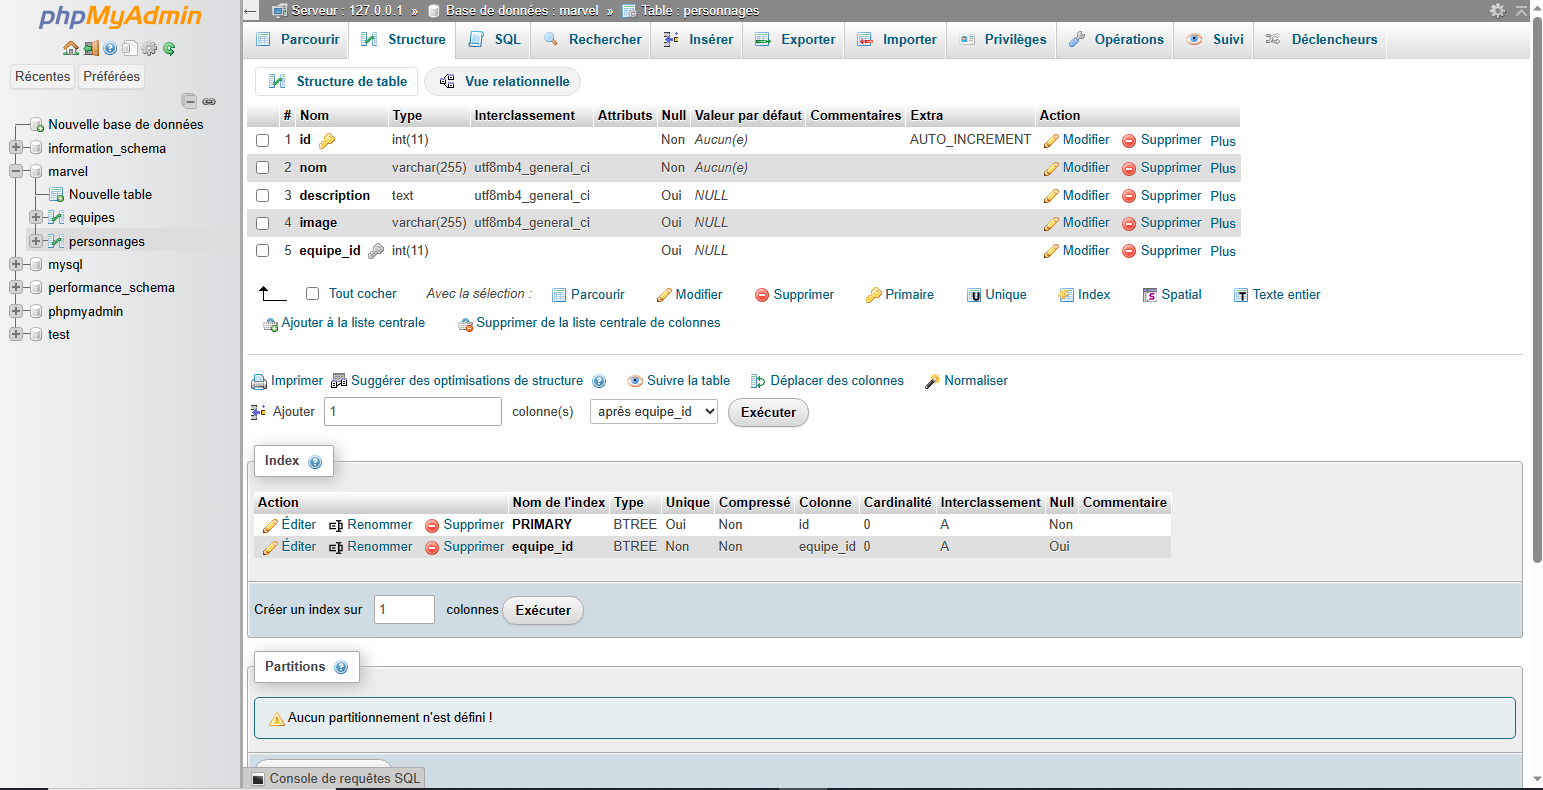 phpMyAdmin
Récentes Préférées
Nouvelle base de données
information_schema
marvel
Nouvelle table
equipes
personnages
mysql
performance_schema
phpmyadmin
test
Serveur : 127.0.0.1 » Base de données : marvel » Table : personnages
Parcourir Structure SQL Rechercher Insérer Exporter Importer Privilèges Opérations Suivi Déclencheurs
Structure de table Vue relationnelle
# Nom Type Interclassement Attributs Null Valeur par défaut Commentaires Extra Action
1 id int(11) Non Aucun(e) AUTO_INCREMENT Modifier Supprimer Plus
2 nom varchar(255) utf8mb4_general_ci Non Aucun(e) Modifier Supprimer Plus
3 description text utf8mb4_general_ci Oui NULL Modifier Supprimer Plus
4 image varchar(255) utf8mb4_general_ci Oui NULL Modifier Supprimer Plus
5 equipe_id int(11) Oui NULL Modifier Supprimer Plus
Tout cocher Avec la sélection : Parcourir Modifier Supprimer Primaire Unique Index Spatial Texte entier
Ajouter à la liste centrale Supprimer de la liste centrale de colonnes
Imprimer Suggérer des optimisations de structure Suivre la table Déplacer des colonnes Normaliser
Ajouter 1 colonne(s) après equipe_id Exécuter
Index
Action Nom de l'index Type Unique Compressé Colonne Cardinalité Interclassement Null Commentaire
Éditer Renommer Supprimer PRIMARY BTREE Oui Non id 0 A Non
Éditer Renommer Supprimer equipe_id BTREE Non Non equipe_id 0 A Oui
Créer un index sur 1 colonnes Exécuter
Partitions
Aucun partitionnement n'est défini !
Console de requêtes SQL